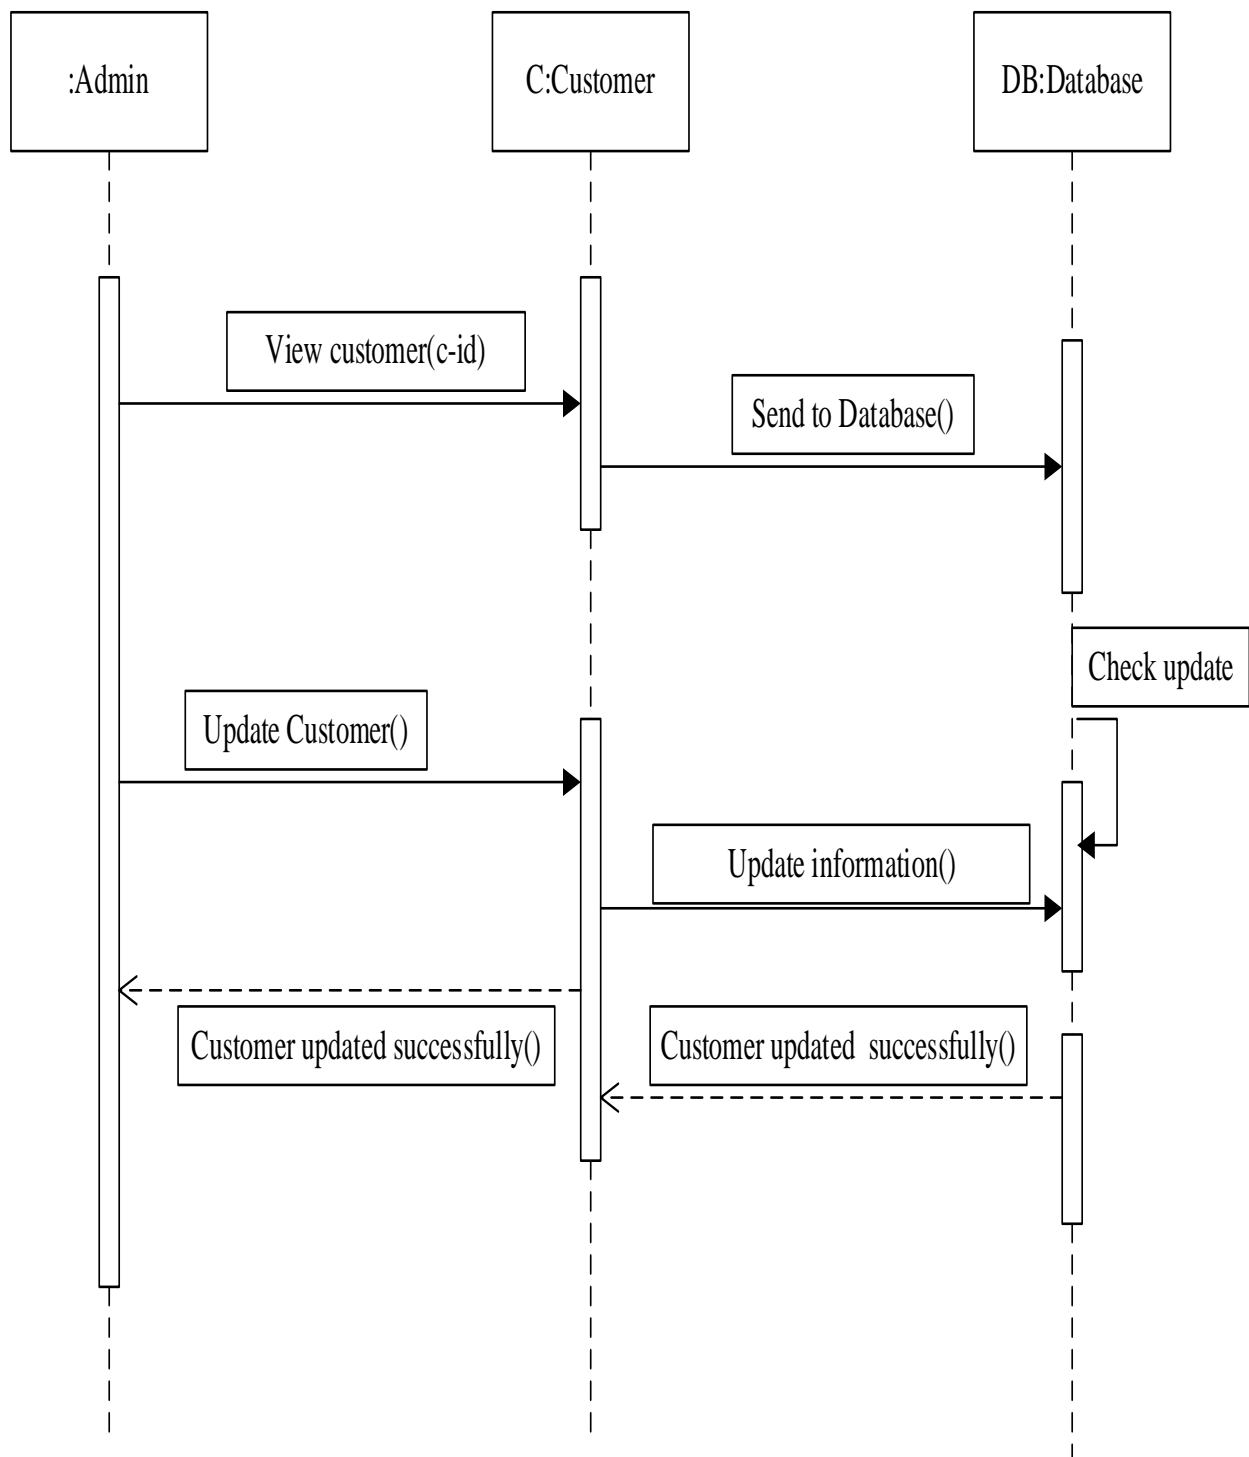 :Admin
C:Customer
DB:Database
View customer(c-id)
Send to Database()
Check update
Update Customer()
Update information()
Customer updated successfully()
Customer updated  successfully()